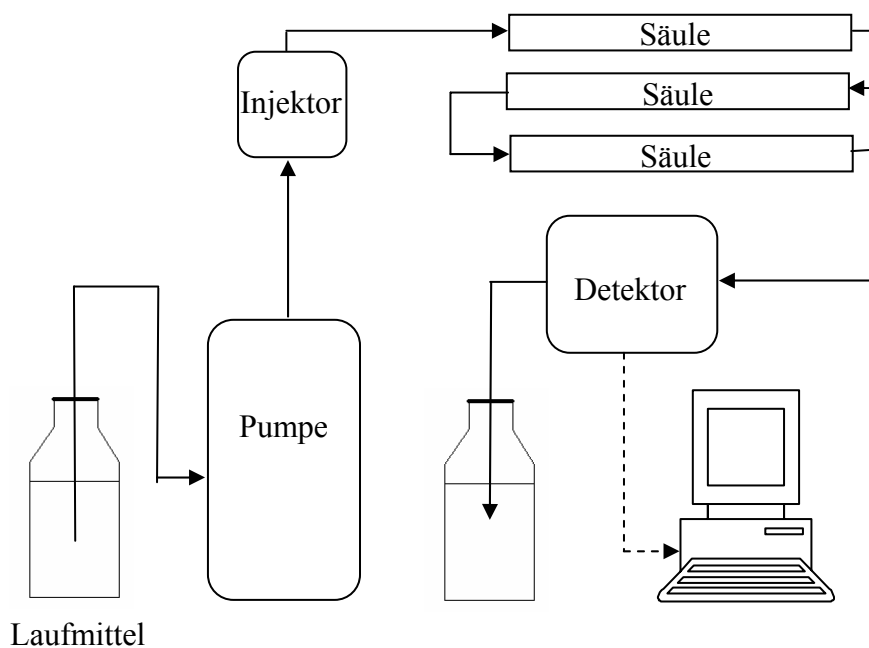 Säule
Injektor
Säule
Säule
Detektor
Pumpe
Laufmittel